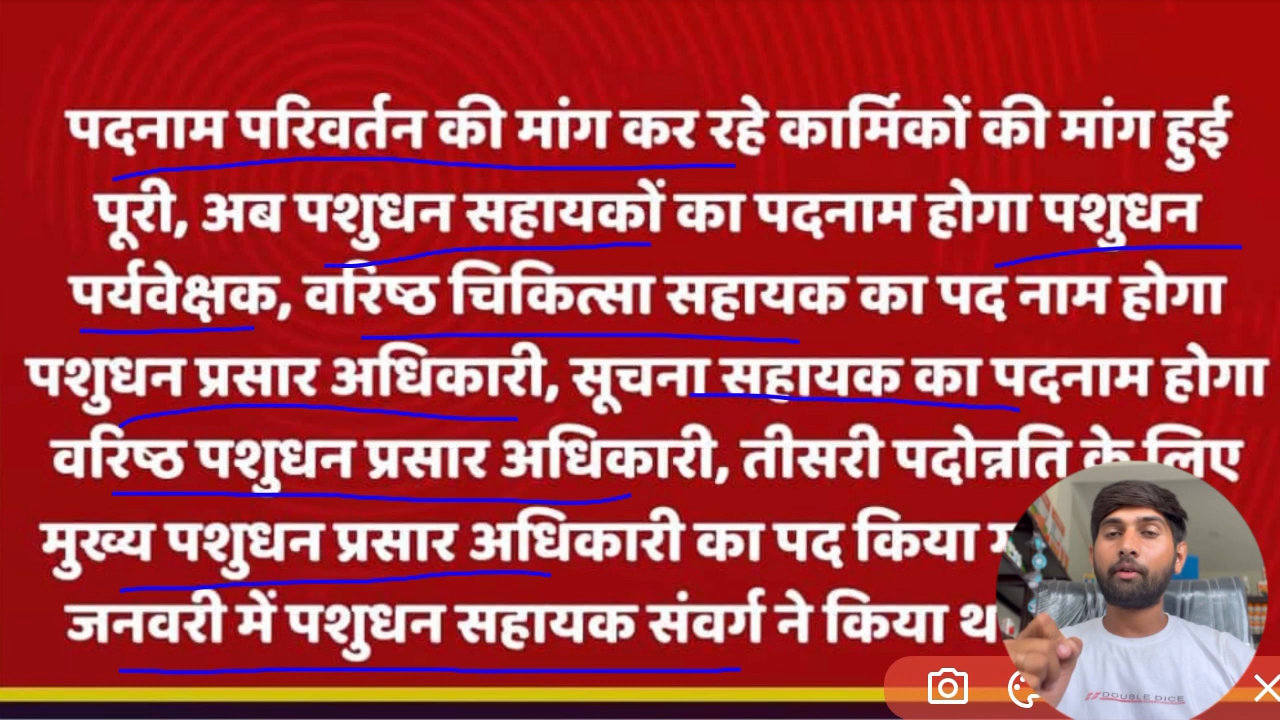 पदनाम परिवर्तन की मांग कर रहे कार्मिकों की मांग हुई
पूरी, अब पशुधन सहायकों का पदनाम होगा पशुधन
पर्यवेक्षक, वरिष्ठ चिकित्सा सहायक का पद नाम होगा
पशुधन प्रसार अधिकारी, सूचना सहायक का पदनाम होगा
वरिष्ठ पशुधन प्रसार अधिकारी, तीसरी पदोन्नति के लिए
मुख्य पशुधन प्रसार अधिकारी का पद किया
जनवरी में पशुधन सहायक संवर्ग ने किया
DOUBLE DICE